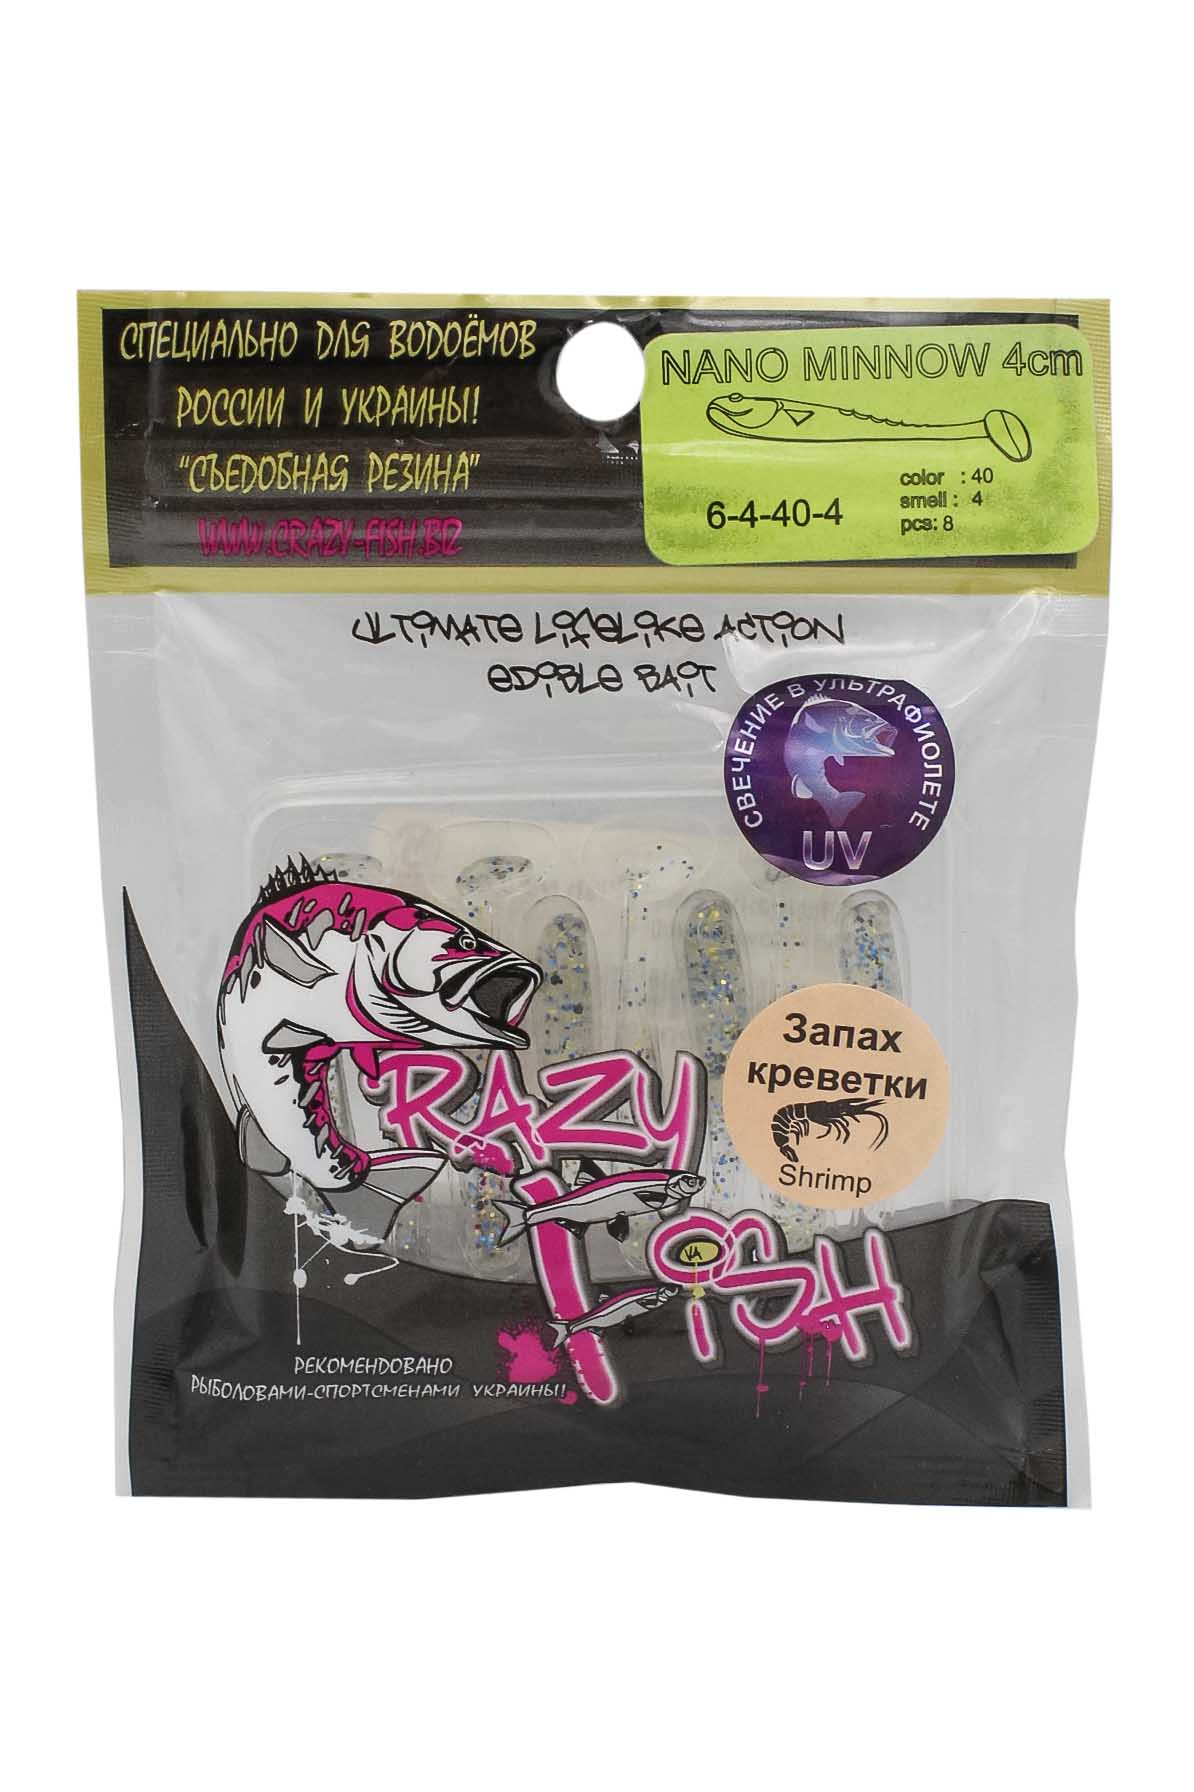 СПЕЦИАЛЬНО ДЛЯ ВОДОЁМОВ
РОССИИ И УКРАИНЫ!
"СЪЕДОБНАЯ РЕЗИНА"
WWW.CRAZY-FISH.BIZ
NANO MINNOW 4cm
color : 40
smell : 4
pcs: 8
6-4-40-4
ULTIMATE LIFELIKE ACTION
EDIBLE BAIT
СВЕЧЕНИЕ В УЛЬТРАФИОЛЕТЕ
UV
Запах
креветки
Shrimp
CRAZY
FISH
РЕКОМЕНДОВАНО
РЫБОЛОВАМИ-СПОРТСМЕНАМИ УКРАИНЫ!